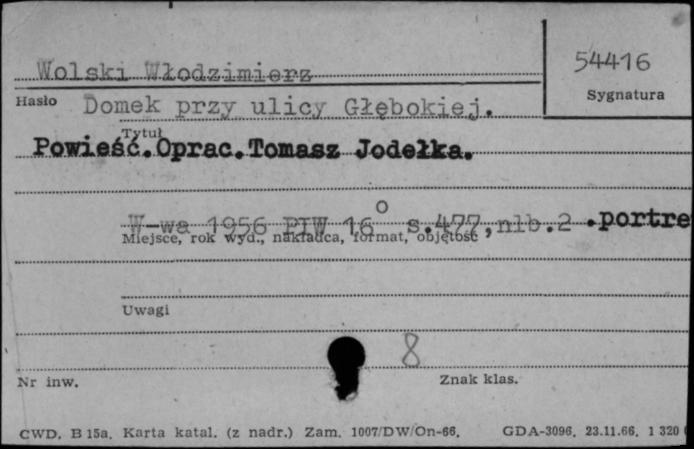 54416
Wolski Włodzimierz
Sygnatura
Hasło Domek przy ulicy Głębokiej.
Tytuł
Powieść.Oprac.Tomasz Jodełka.
W-wa 1956 PIW 16° s.477,nlb.2 .portre
Miejsce, rok wyd., nakładca, format, objętość
Uwagi
8
Nr inw. Znak klas.
CWD. B 15a. Karta katal. (z nadr.) Zam. 1007/DW/On-66. GDA-3096. 23.11.66. 1 320